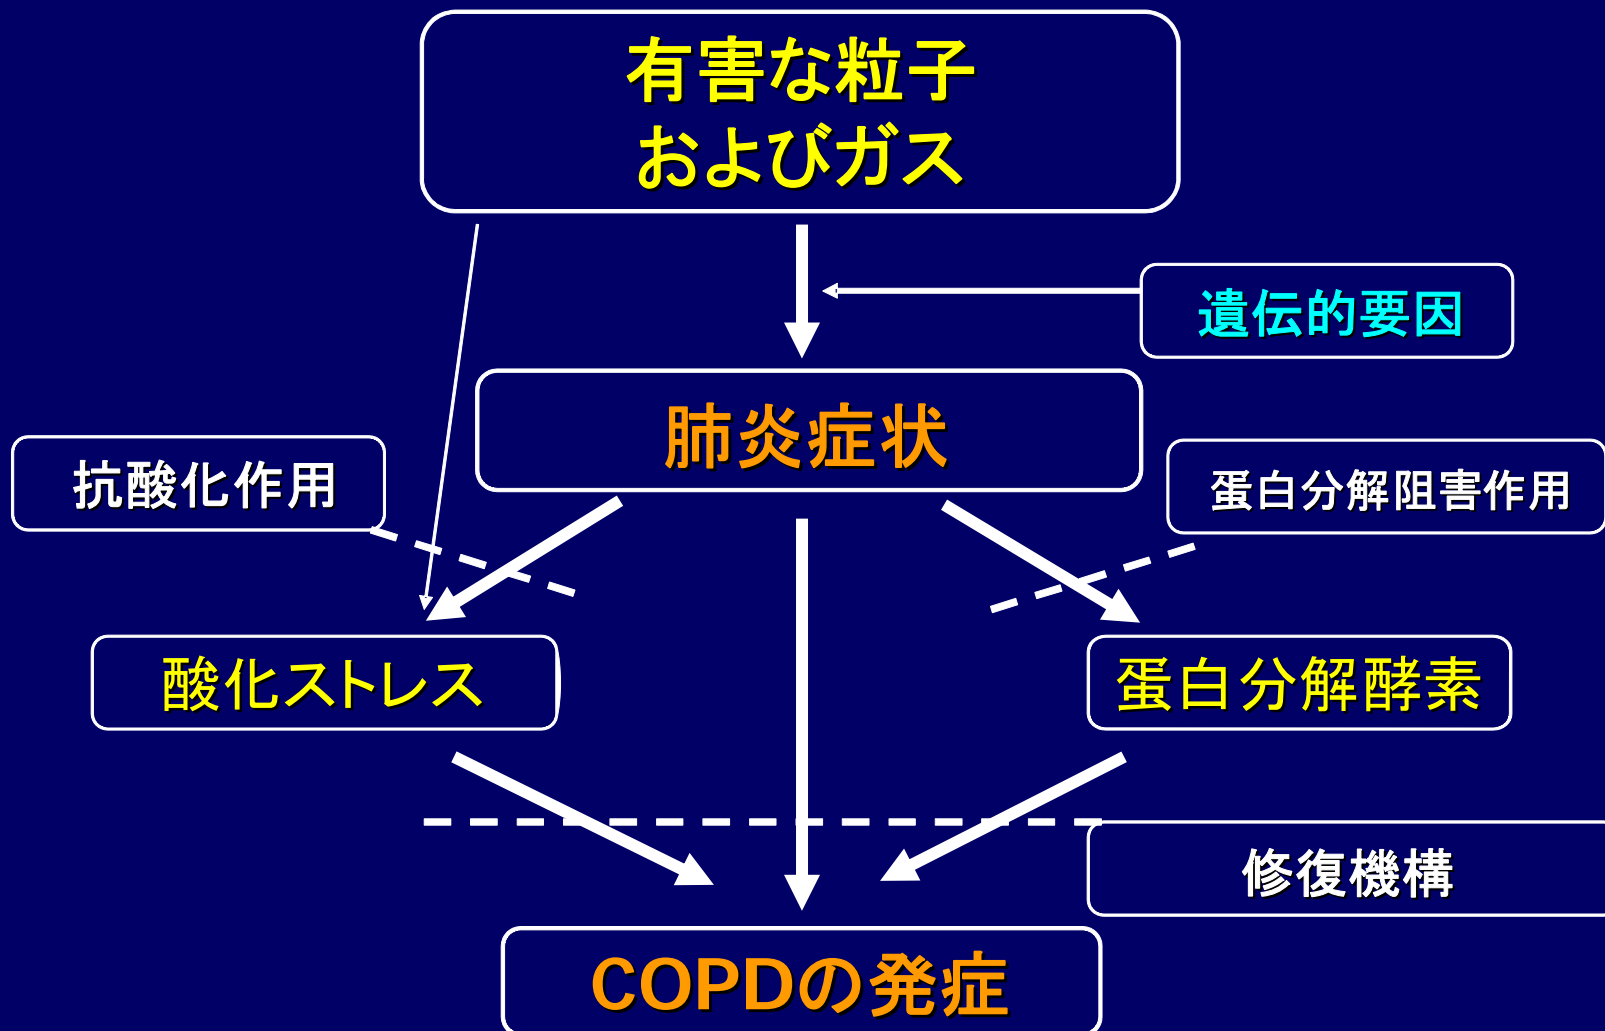 有害な粒子
およびガス
遺伝的要因
肺炎症状
抗酸化作用
蛋白分解阻害作用
酸化ストレス
蛋白分解酵素
修復機構
COPDの発症